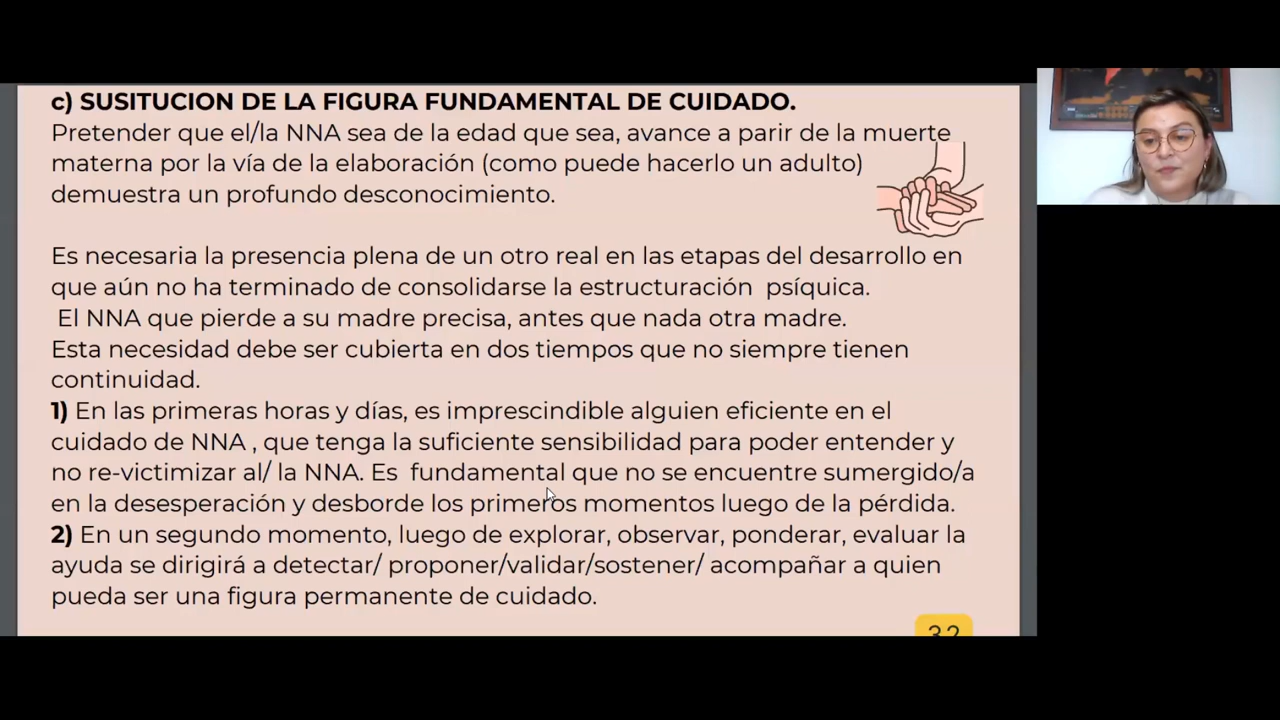 c) SUSITUCION DE LA FIGURA FUNDAMENTAL DE CUIDADO.
Pretender que el/la NNA sea de la edad que sea, avance a parir de la muerte
materna por la vía de la elaboración (como puede hacerlo un adulto)
demuestra un profundo desconocimiento.
Es necesaria la presencia plena de un otro real en las etapas del desarrollo en
que aún no ha terminado de consolidarse la estructuración psíquica.
El NNA que pierde a su madre precisa, antes que nada otra madre.
Esta necesidad debe ser cubierta en dos tiempos que no siempre tienen
continuidad.
1) En las primeras horas y días, es imprescindible alguien eficiente en el
cuidado de NNA , que tenga la suficiente sensibilidad para poder entender y
no re-victimizar al/ la NNA. Es fundamental que no se encuentre sumergido/a
en la desesperación y desborde los primeros momentos luego de la pérdida.
2) En un segundo momento, luego de explorar, observar, ponderar, evaluar la
ayuda se dirigirá a detectar/ proponer/validar/sostener/ acompañar a quien
pueda ser una figura permanente de cuidado.
32